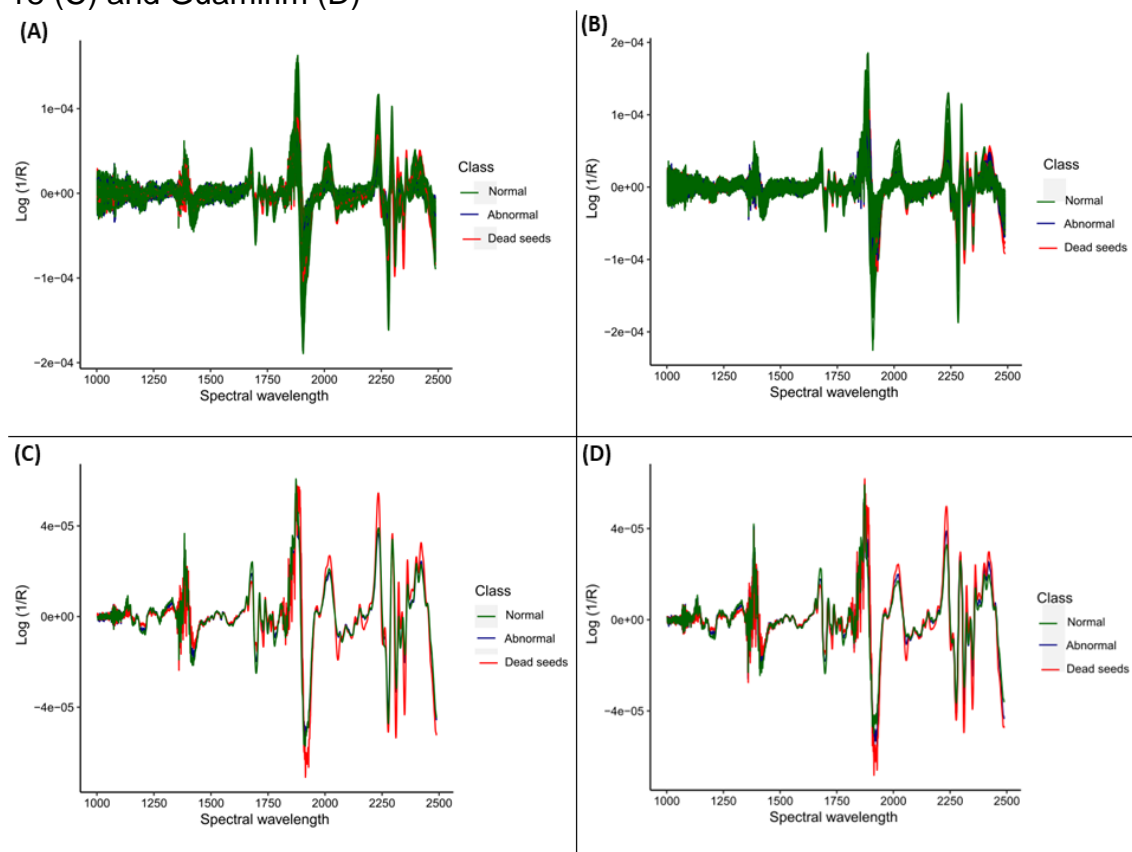 18 (C) and Guamirim (D)
(A)
1e−04
0e+00
−1e−04
−2e−04
Log (1/R)
1000 1250 1500 1750 2000 2250 2500
Spectral wavelength
Class
Normal
Abnormal
Dead seeds
(B)
2e−04
1e−04
0e+00
−1e−04
−2e−04
Log (1/R)
1000 1250 1500 1750 2000 2250 2500
Spectral wavelength
Class
Normal
Abnormal
Dead seeds
(C)
4e−05
0e+00
−4e−05
Log (1/R)
1000 1250 1500 1750 2000 2250 2500
Spectral wavelength
Class
Normal
Abnormal
Dead seeds
(D)
4e−05
0e+00
−4e−05
Log (1/R)
1000 1250 1500 1750 2000 2250 2500
Spectral wavelength
Class
Normal
Abnormal
Dead seeds